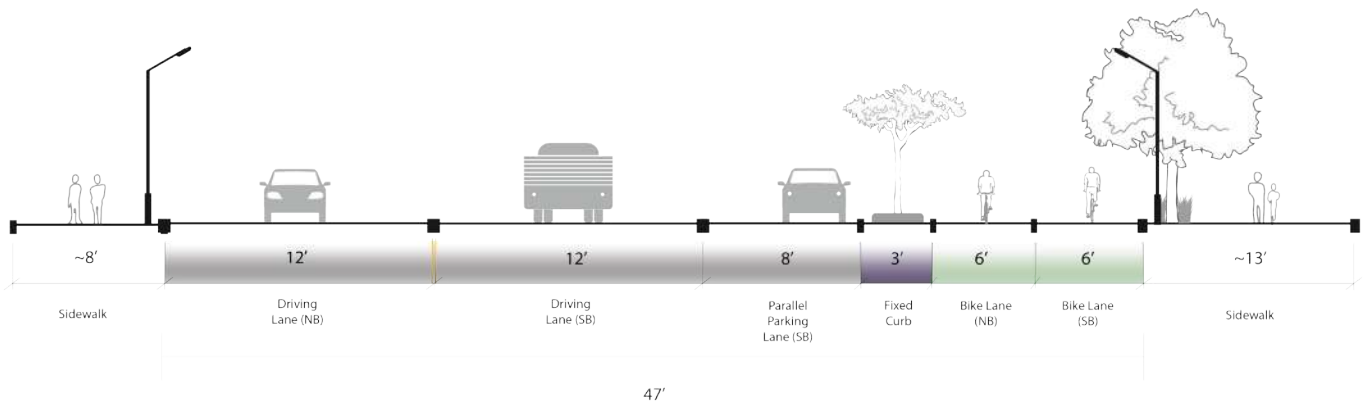 ~8’
12’
12’
8’
3’
6’
6’
~13’
Sidewalk
Driving
Lane (NB)
Driving
Lane (SB)
Parallel
Parking
Lane (SB)
Fixed
Curb
Bike Lane
(NB)
Bike Lane
(SB)
Sidewalk
47’